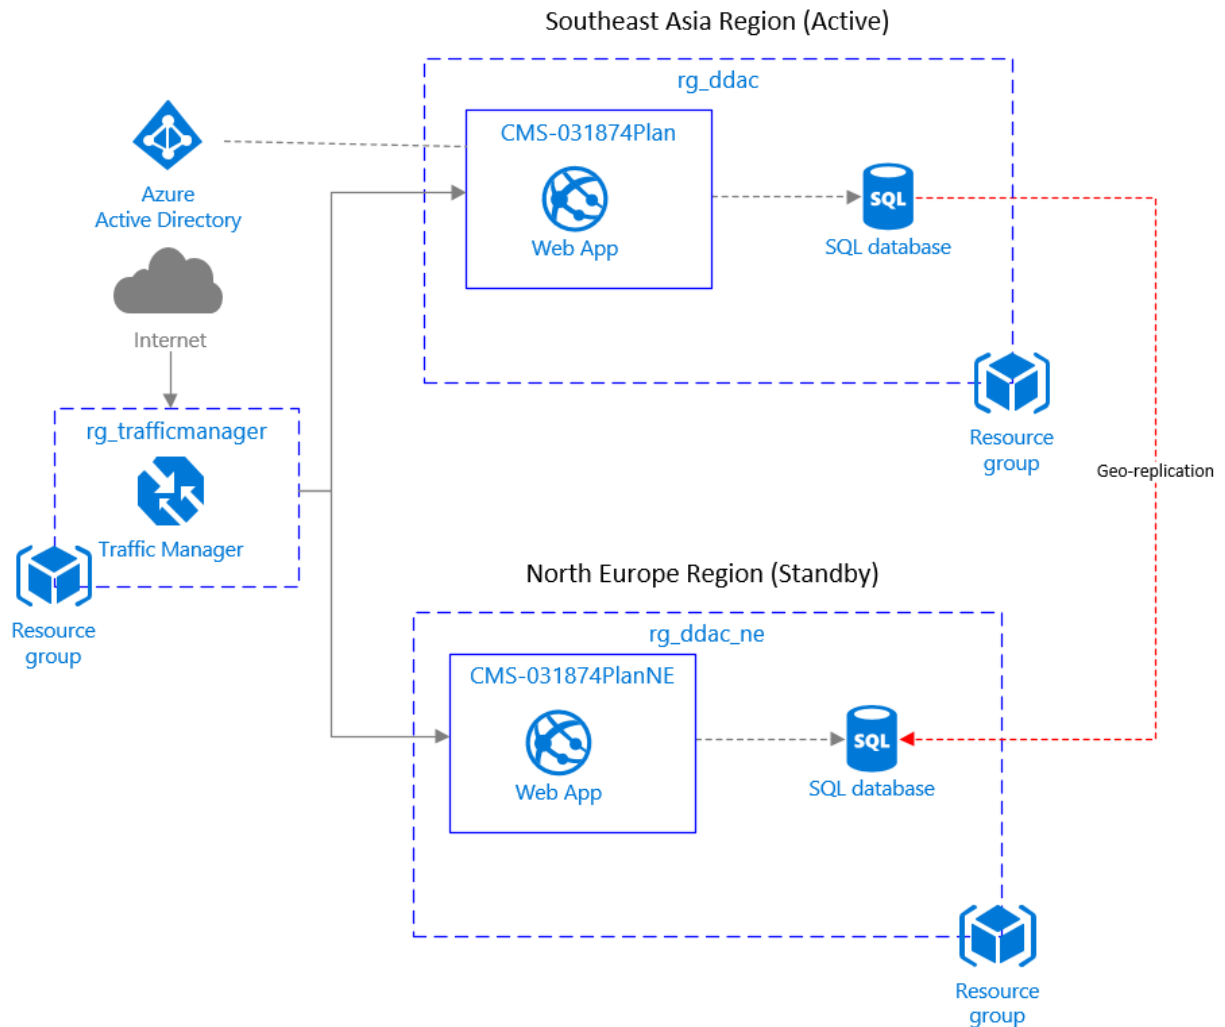 Southeast Asia Region (Active)
rg_ddac
CMS-031874Plan
Web App
SQL
SQL database
Azure
Active Directory
Internet
rg_trafficmanager
Traffic Manager
Resource
group
Resource
group
Geo-replication
North Europe Region (Standby)
rg_ddac_ne
CMS-031874PlanNE
Web App
SQL
SQL database
Resource
group